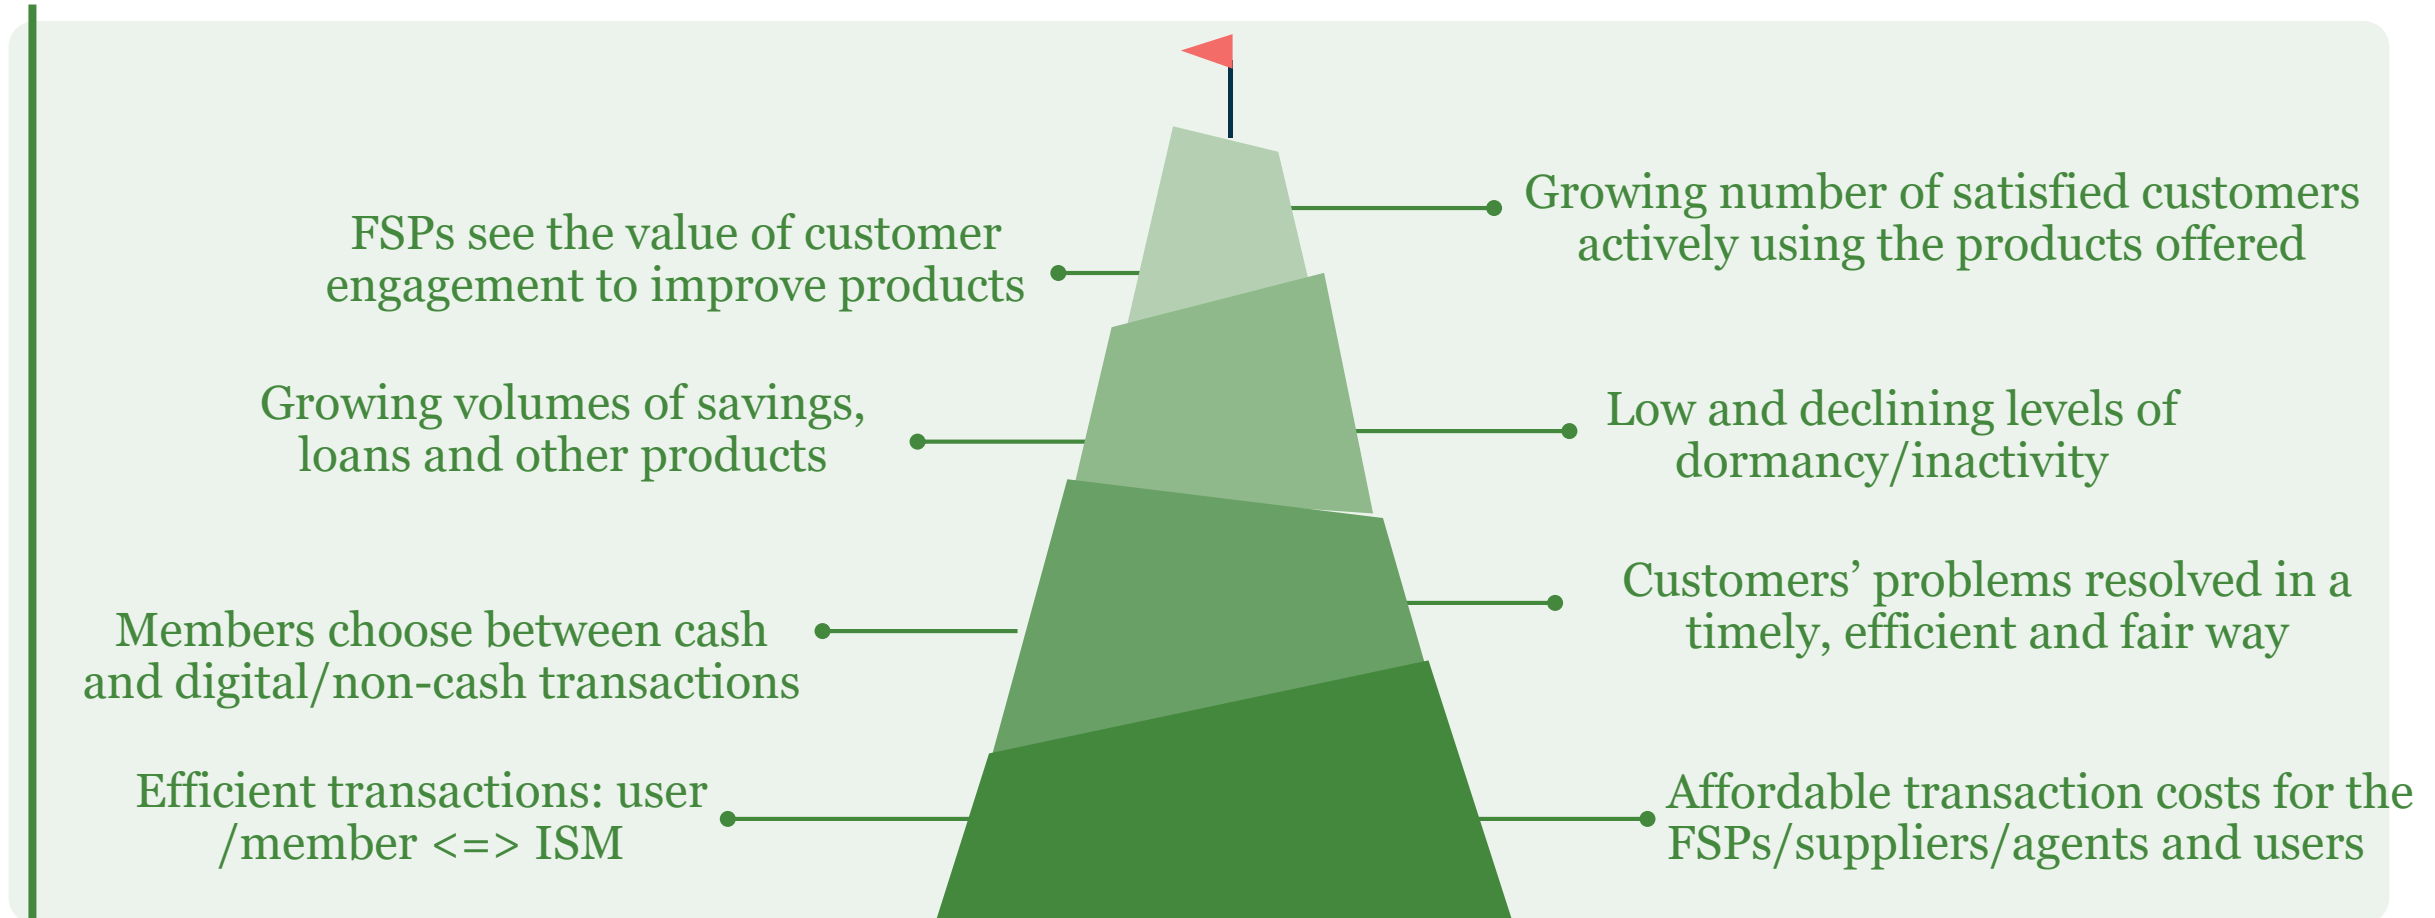 FSPs see the value of customer
engagement to improve products
Growing number of satisfied customers
actively using the products offered
Growing volumes of savings,
loans and other products
Low and declining levels of
dormancy/inactivity
Members choose between cash
and digital/non-cash transactions
Customers’ problems resolved in a
timely, efficient and fair way
Efficient transactions: user
/member <=> ISM
Affordable transaction costs for the
FSPs/suppliers/agents and users